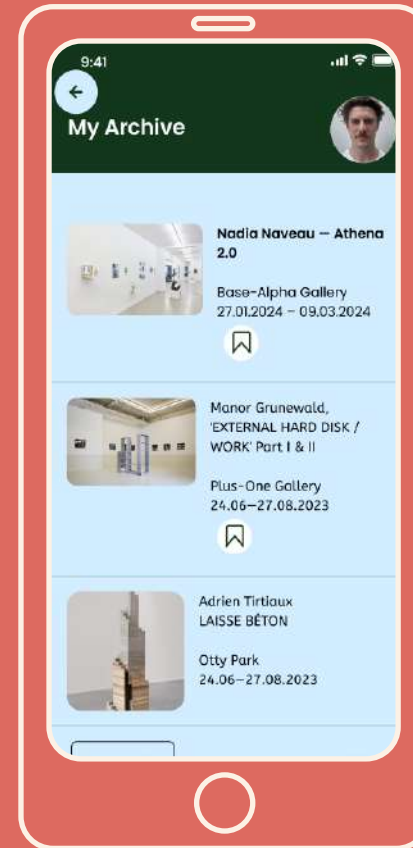 9:41
My Archive
Nadia Naveau — Athena
2.0
Base-Alpha Gallery
27.01.2024 – 09.03.2024
Manor Grunewald,
'EXTERNAL HARD DISK /
WORK' Part I & II
Plus-One Gallery
24.06—27.08.2023
Adrien Tirtiaux
LAISSE BÉTON
Otty Park
24.06—27.08.2023